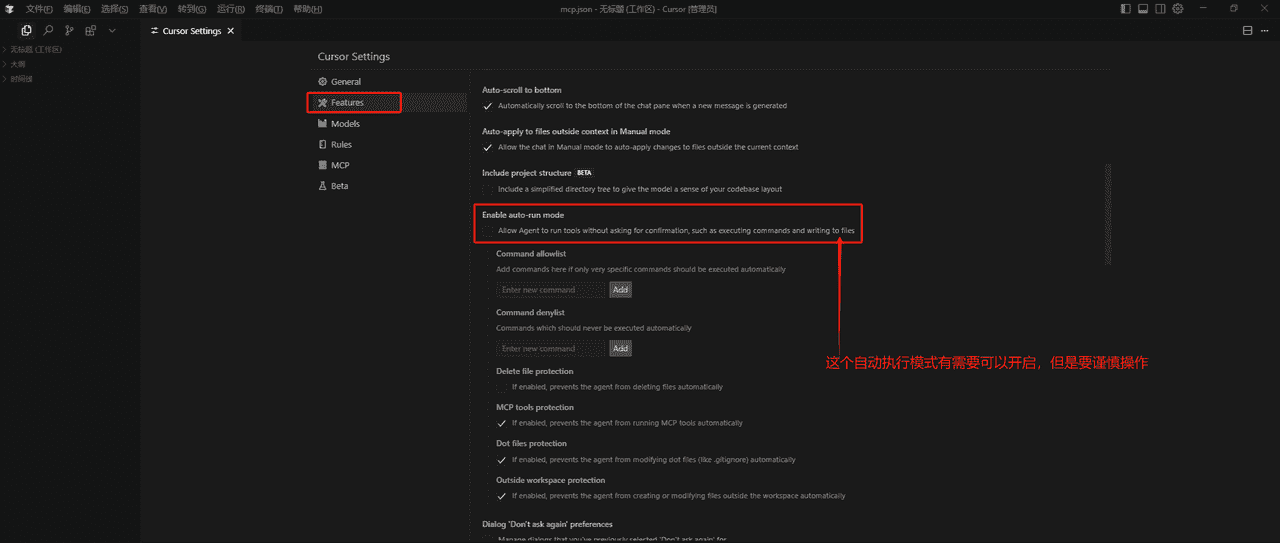 文件(F) 编辑(E) 选择(S) 查看(V) 转到(G) 运行(R) 终端(T) 帮助(H) mcp.json - 无标题 (工作区) - Cursor [管理员]
Cursor Settings
无标题 (工作区)
大纲
时间线
Cursor Settings
General
Features
Models
Rules
MCP
Beta
Auto-scroll to bottom
Automatically scroll to the bottom of the chat pane when a new message is generated
Auto-apply to files outside context in Manual mode
Allow the chat in Manual mode to auto-apply changes to files outside the current context
Include project structure BETA
Include a simplified directory tree to give the model a sense of your codebase layout
Enable auto-run mode
Allow Agent to run tools without asking for confirmation, such as executing commands and writing to files
Command allowlist
Add commands here if only very specific commands should be executed automatically
Enter new command Add
Command denylist
Commands which should never be executed automatically
Enter new command Add
这个自动执行模式有需要可以开启，但是要谨慎操作
Delete file protection
If enabled, prevents the agent from deleting files automatically
MCP tools protection
If enabled, prevents the agent from running MCP tools automatically
Dot files protection
If enabled, prevents the agent from modifying dot files (like .gitignore) automatically
Outside workspace protection
If enabled, prevents the agent from creating or modifying files outside the workspace automatically
Dialog 'Don't ask again' preferences
Manage dialogs that you've previously selected 'Don't ask again' for